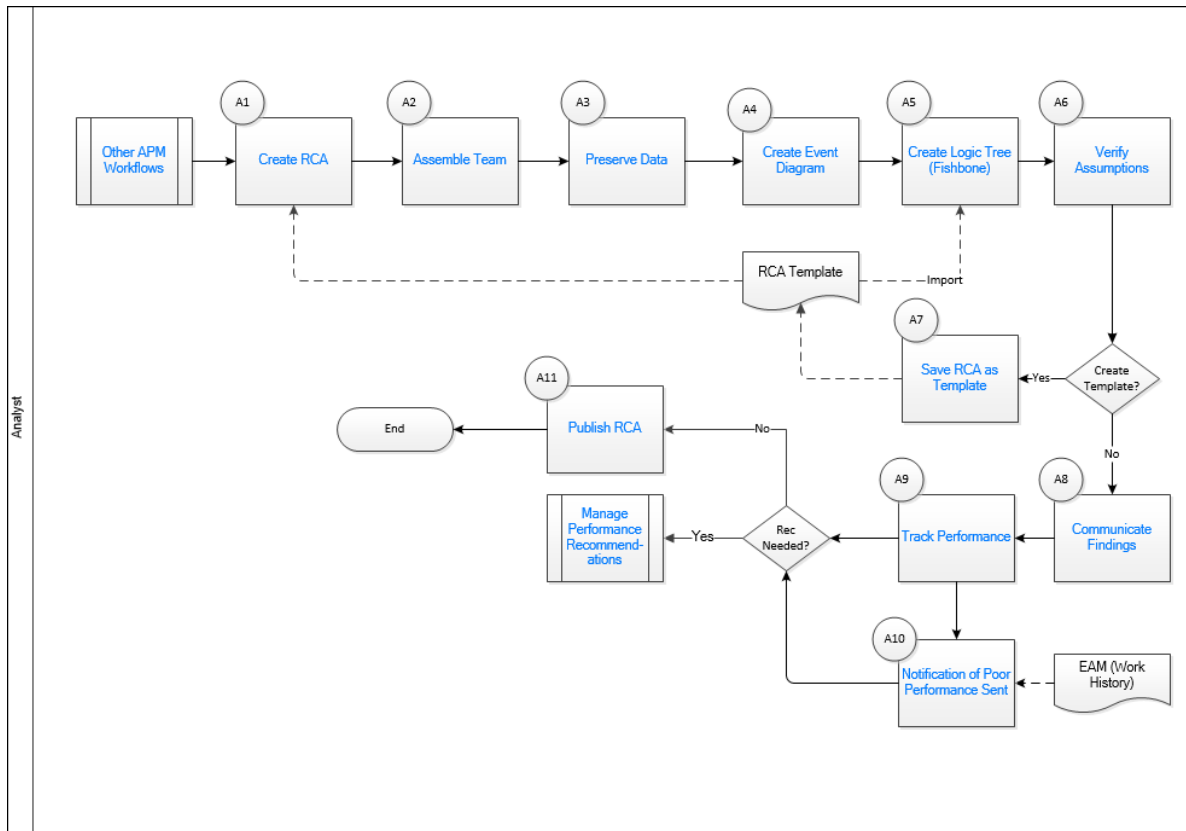 Analyst
A1
A2
A3
A4
A5
A6
Other APM
Workflows
Create RCA
Assemble Team
Preserve Data
Create Event
Diagram
Create Logic Tree
(Fishbone)
Verify
Assumptions
RCA Template
Import
A7
Save RCA as
Template
Yes
Create
Template?
No
A11
Publish RCA
End
No
A8
Communicate
Findings
A9
Track Performance
Rec
Needed?
Yes
Manage
Performance
Recommend-
ations
A10
Notification of Poor
Performance Sent
EAM (Work
History)